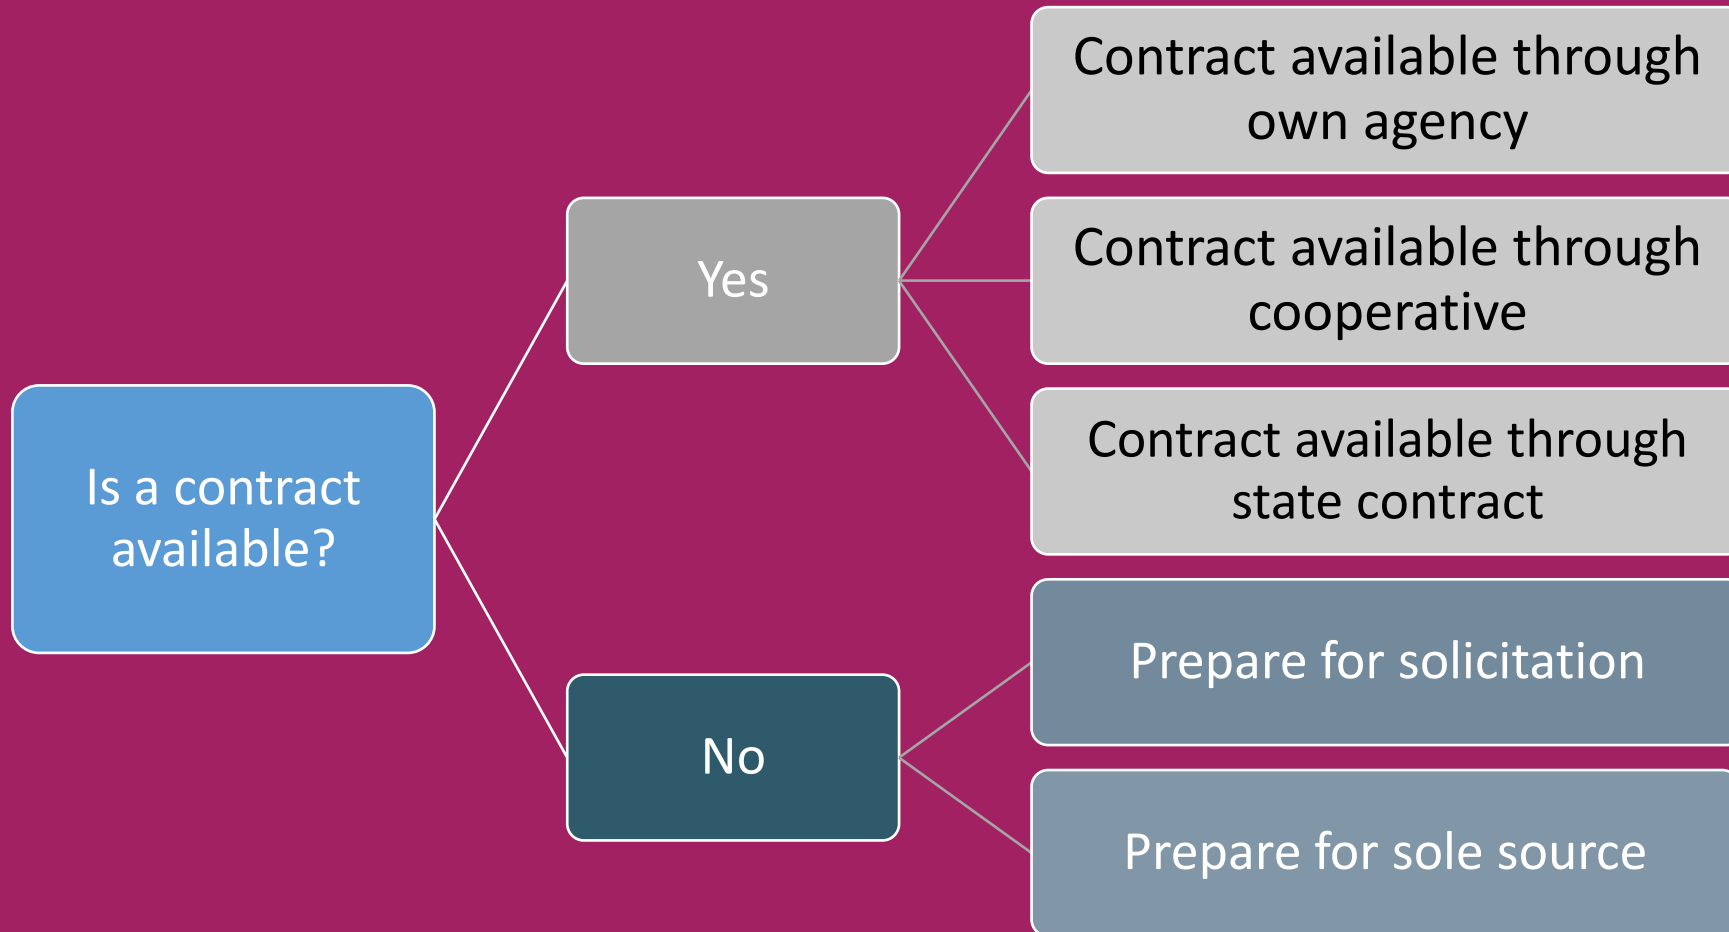 Is a contract
available?
Yes
Contract available through
own agency
Contract available through
cooperative
Contract available through
state contract
No
Prepare for solicitation
Prepare for sole source